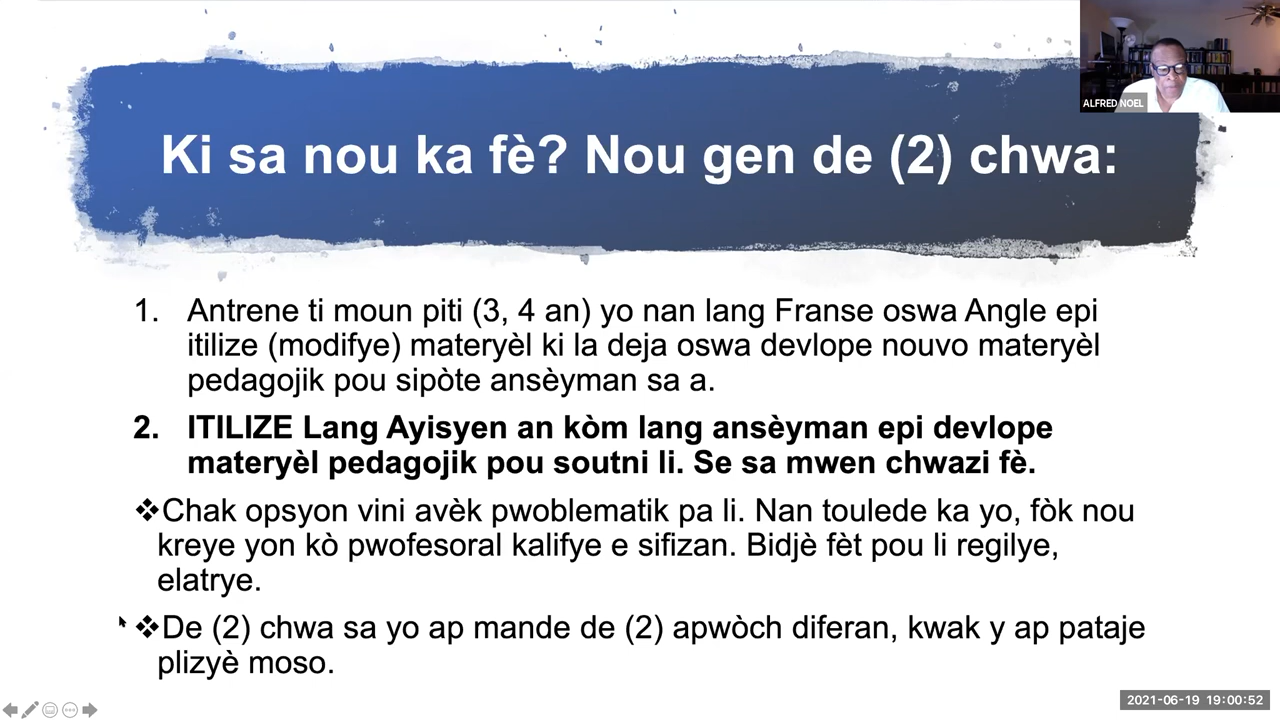 ALFRED NOEL
Ki sa nou ka fè? Nou gen de (2) chwa:
1. Antrene ti moun piti (3, 4 an) yo nan lang Franse oswa Angle epi
itilize (modifye) materyèl ki la deja oswa devlope nouvo materyèl
pedagojik pou sipòte ansèyman sa a.
2. ITILIZE Lang Ayisyen an kòm lang ansèyman epi devlope
materyèl pedagojik pou soutni li. Se sa mwen chwazi fè.
❖Chak opsyon vini avèk pwoblematik pa li. Nan toulede ka yo, fòk nou
kreye yon kò pwofesoral kalifye e sifizan. Bidjè fèt pou li regilye,
elatrye.
❖De (2) chwa sa yo ap mande de (2) apwòch diferan, kwak y ap pataje
plizyè moso.
2021-06-19 19:00:52